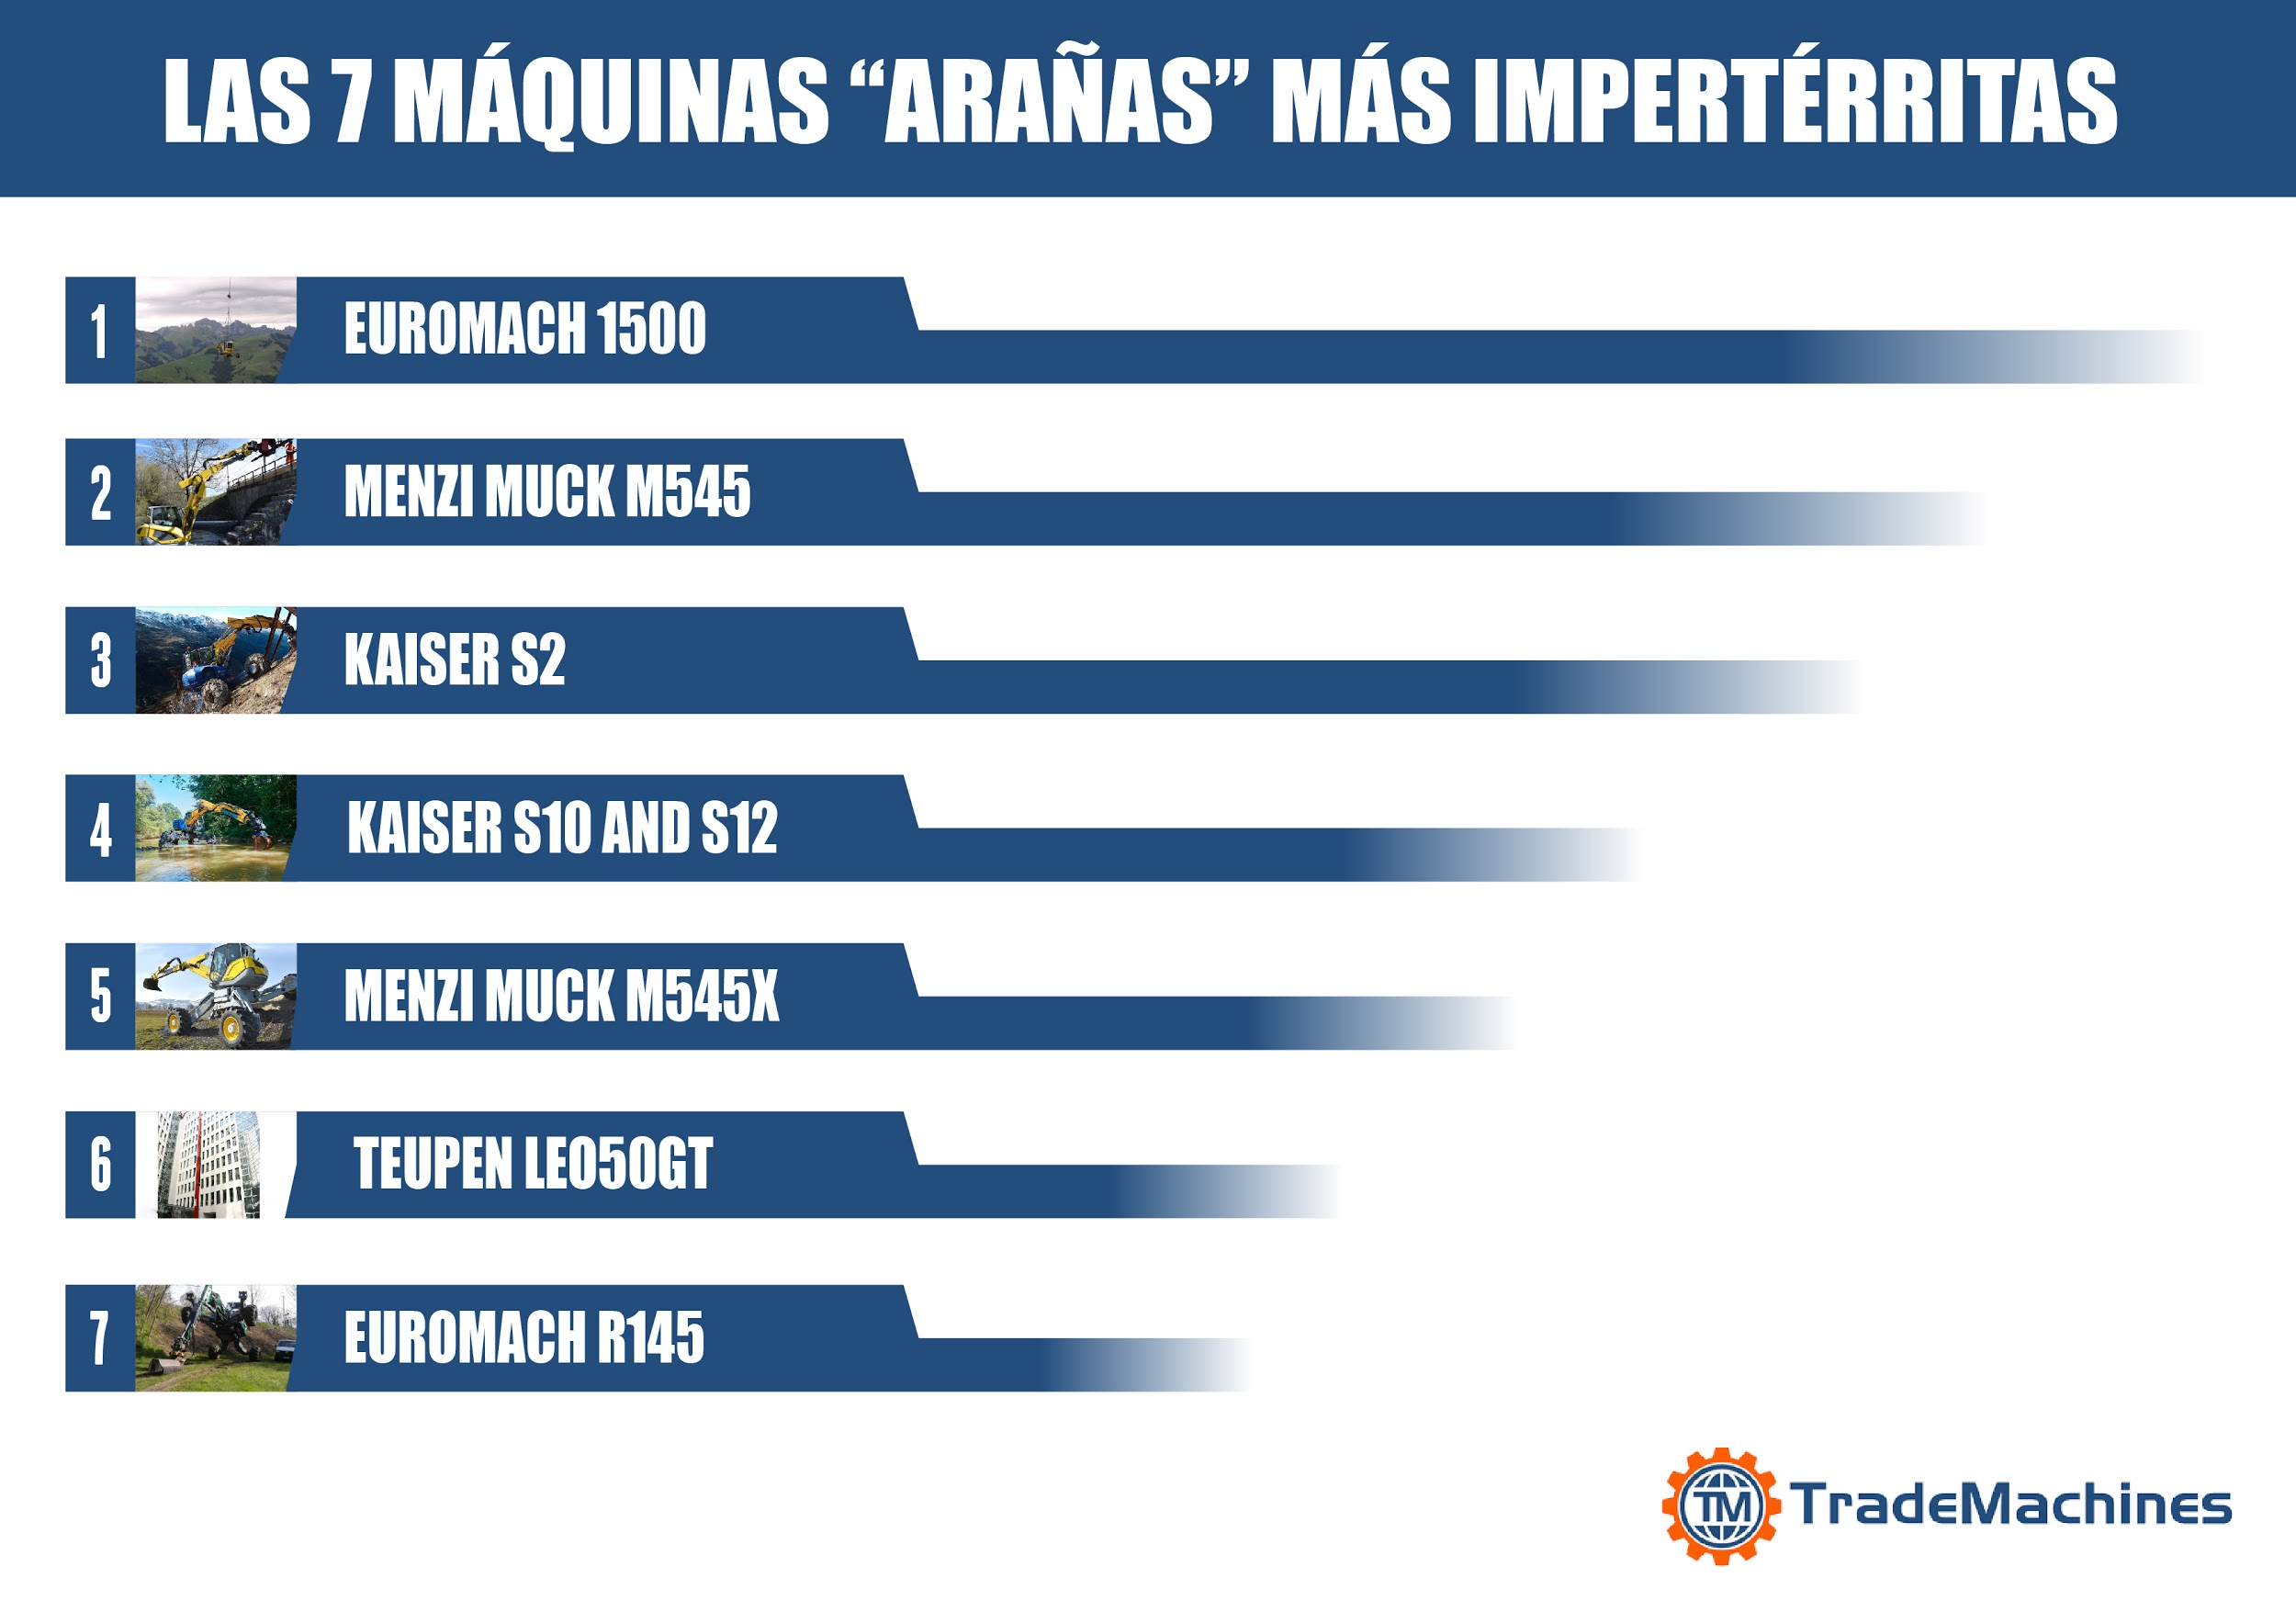 LAS 7 MÁQUINAS “ARAÑAS” MÁS IMPERTÉRRITAS
1 EUROMACH 1500
2 MENZI MUCK M545
3 KAISER S2
4 KAISER S10 AND S12
5 MENZI MUCK M545X
6 TEUPEN LEO50GT
7 EUROMACH R145
TM TradeMachines